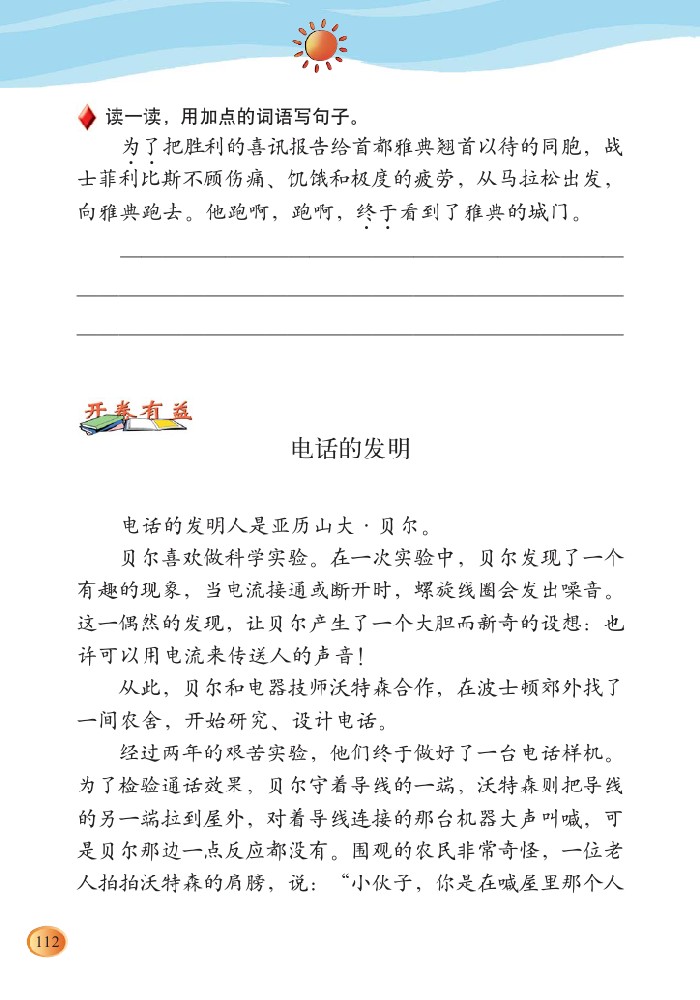 读一读，用加点的词语写句子。
为了把胜利的喜讯报告给首都雅典翘首以待的同胞，战
士菲利比斯不顾伤痛、饥饿和极度的疲劳，从马拉松出发，
向雅典跑去。他跑啊，跑啊，终于看到了雅典的城门。
开卷有益
电话的发明
电话的发明人是亚历山大·贝尔。
贝尔喜欢做科学实验。在一次实验中，贝尔发现了一个
有趣的现象，当电流接通或断开时，螺旋线圈会发出噪音。
这一偶然的发现，让贝尔产生了一个大胆而新奇的设想：也
许可以用电流来传送人的声音！
从此，贝尔和电器技师沃特森合作，在波士顿郊外找了
一间农舍，开始研究、设计电话。
经过两年的艰苦实验，他们终于做好了一台电话样机。
为了检验通话效果，贝尔守着导线的一端，沃特森则把导线
的另一端拉到屋外，对着导线连接的那台机器大声叫喊，可
是贝尔那边一点反应都没有。围观的农民非常奇怪，一位老
人拍拍沃特森的肩膀，说：“小伙子，你是在喊屋里那个人
112